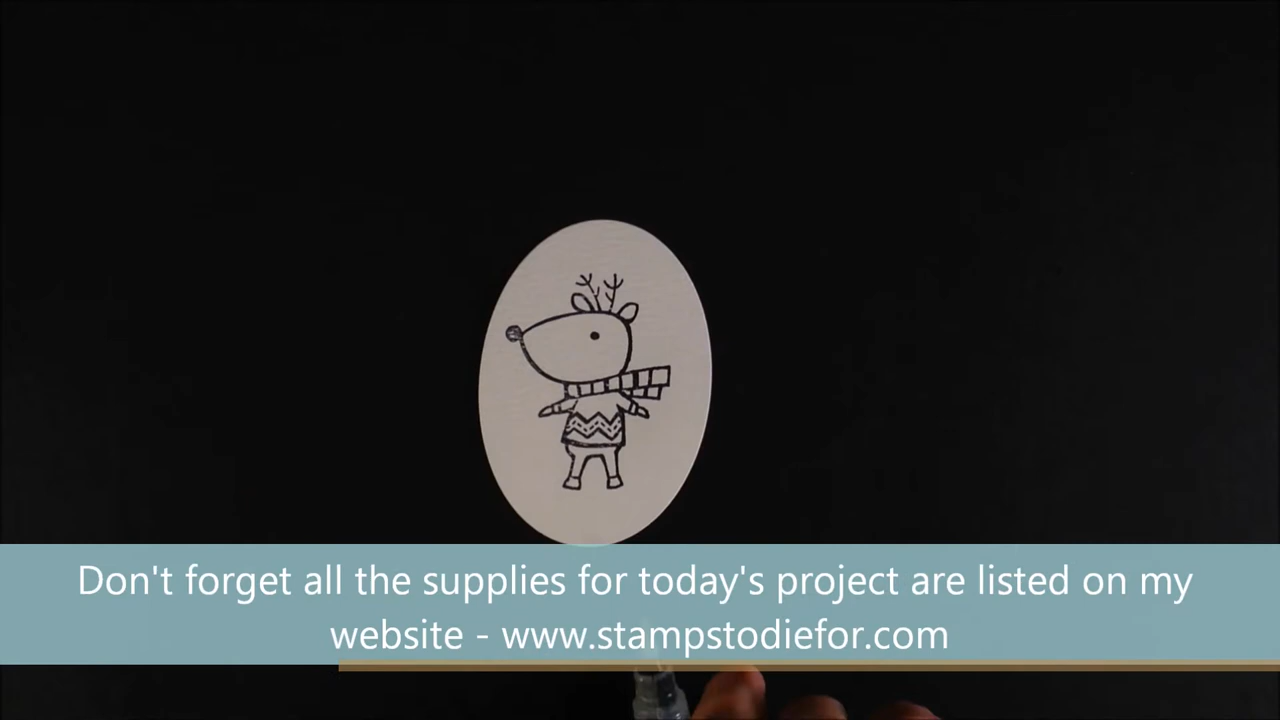 Don't forget all the supplies for today's project are listed on my
website - www.stampstodiefor.com